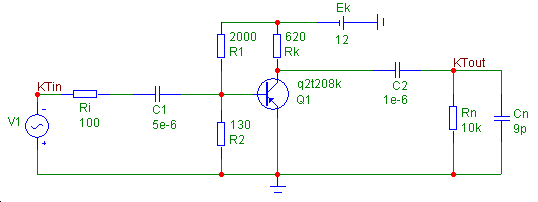 Ek
12
2000
R1
620
Rk
KTin
KTout
q2t208k
Q1
Ri
100
C1
5e-6
C2
1e-6
V1
-
+
130
R2
Rn
10k
Cn
9p